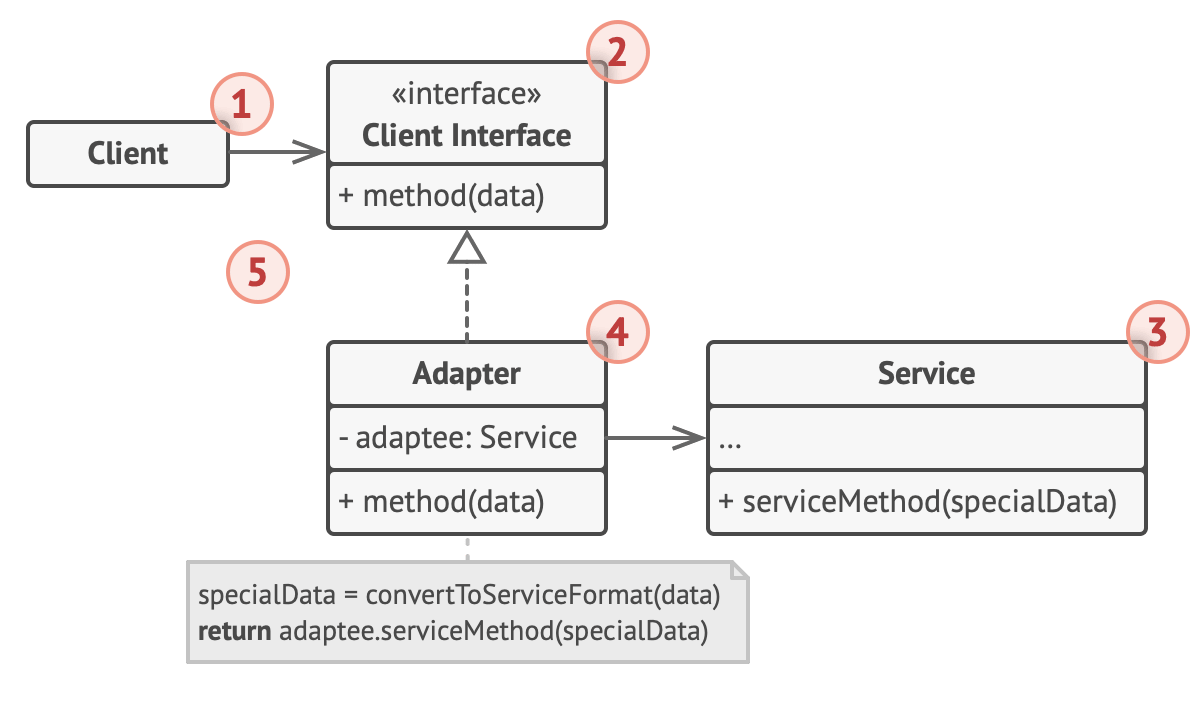 1
Client
2
«interface»
Client Interface
+ method(data)
5
4
Adapter
- adaptee: Service
+ method(data)
3
Service
...
+ serviceMethod(specialData)
specialData = convertToServiceFormat(data)
return adaptee.serviceMethod(specialData)